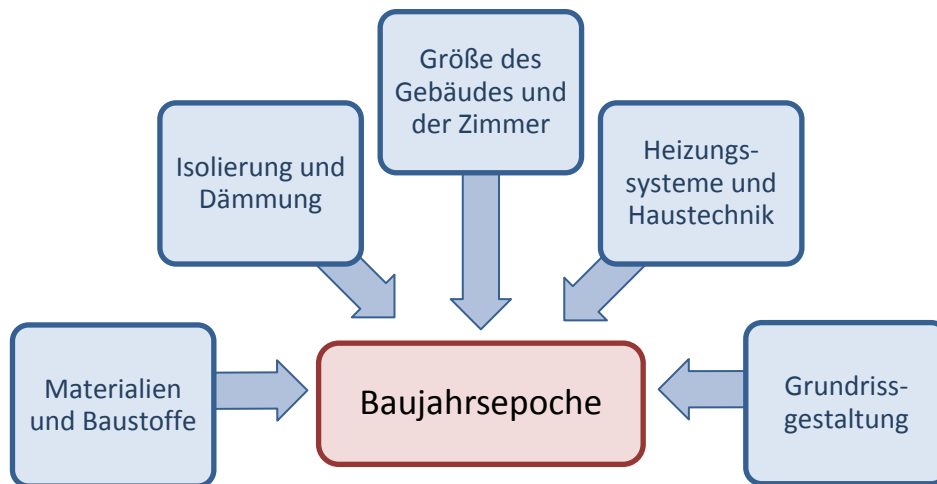 Größe des
Gebäudes und
der Zimmer
Isolierung und
Dämmung
Heizungs-
systeme und
Haustechnik
Materialien
und Baustoffe
Baujahrsepoche
Grundriss-
gestaltung